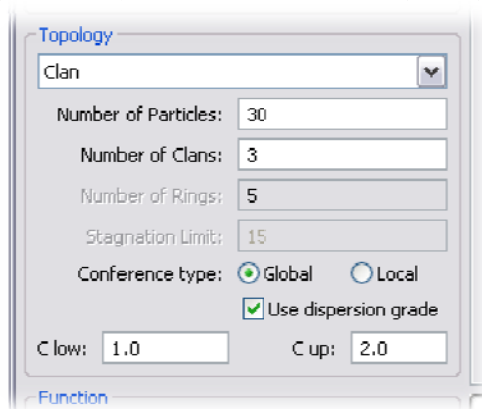 Topology
Clan
Number of Particles: 30
Number of Clans: 3
Number of Rings: 5
Stagnation Limit: 15
Conference type: Global Local
Use dispersion grade
C low: 1.0 C up: 2.0
Function